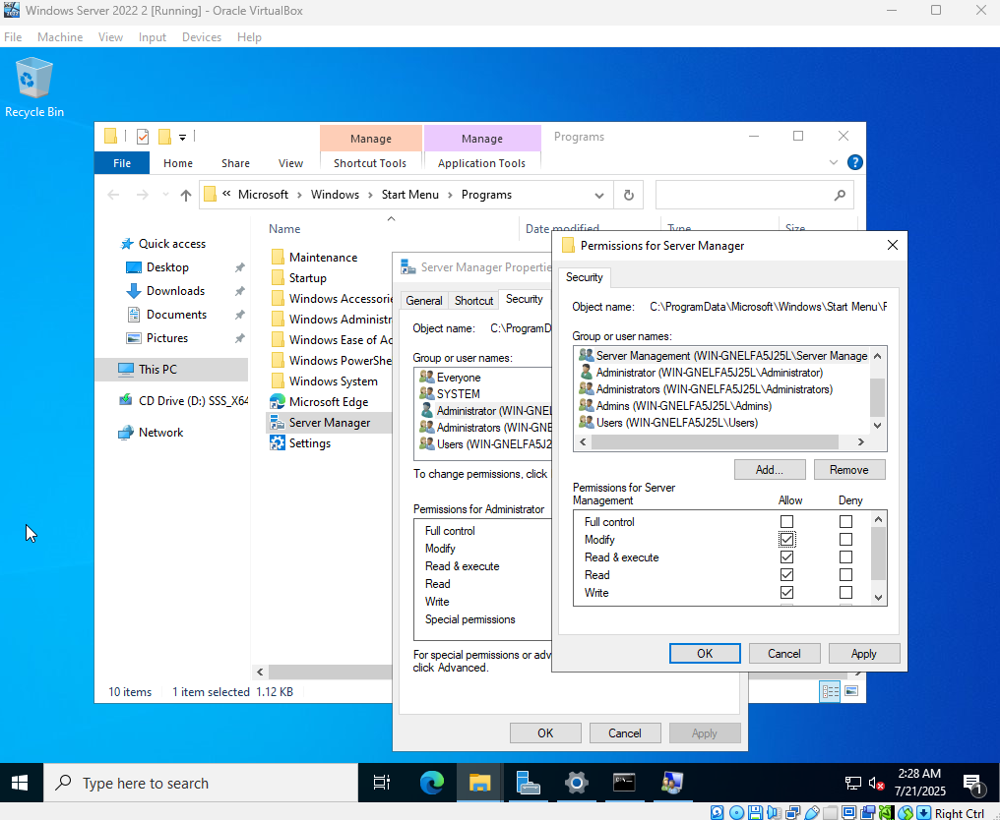 Windows Server 2022 2 [Running] - Oracle VirtualBox
File Machine View Input Devices Help
Recycle Bin
Manage Manage Programs
File Home Share View Shortcut Tools Application Tools
« Microsoft > Windows > Start Menu > Programs
Name Date modified Type Size
Quick access
Desktop
Downloads
Documents
Pictures
This PC
CD Drive (D:) SSS_X64
Network
Maintenance
Startup
Windows Accessorie
Windows Administr
Windows Ease of Ac
Windows PowerShe
Windows System
Microsoft Edge
Server Manager
Settings
10 items 1 item selected 1.12 KB
Server Manager Propertie
General Shortcut Security
Object name: C:\ProgramD
Group or user names:
Everyone
SYSTEM
Administrator (WIN-GNEL
Administrators (WIN-GNE
Users (WIN-GNELFA5J2
To change permissions, click
Permissions for Administrator
Full control
Modify
Read & execute
Read
Write
Special permissions
For special permissions or adv
click Advanced.
OK Cancel Apply
Permissions for Server Manager
Security
Object name: C:\ProgramData\Microsoft\Windows\Start Menu\F
Group or user names:
Server Management (WIN-GNELFA5J25L\Server Manage
Administrator (WIN-GNELFA5J25L\Administrator)
Administrators (WIN-GNELFA5J25L\Administrators)
Admins (WIN-GNELFA5J25L\Admins)
Users (WIN-GNELFA5J25L\Users)
Add... Remove
Permissions for Server
Management Allow Deny
Full control
Modify
Read & execute
Read
Write
OK Cancel Apply
Type here to search
2:28 AM
7/21/2025
1
Right Ctrl